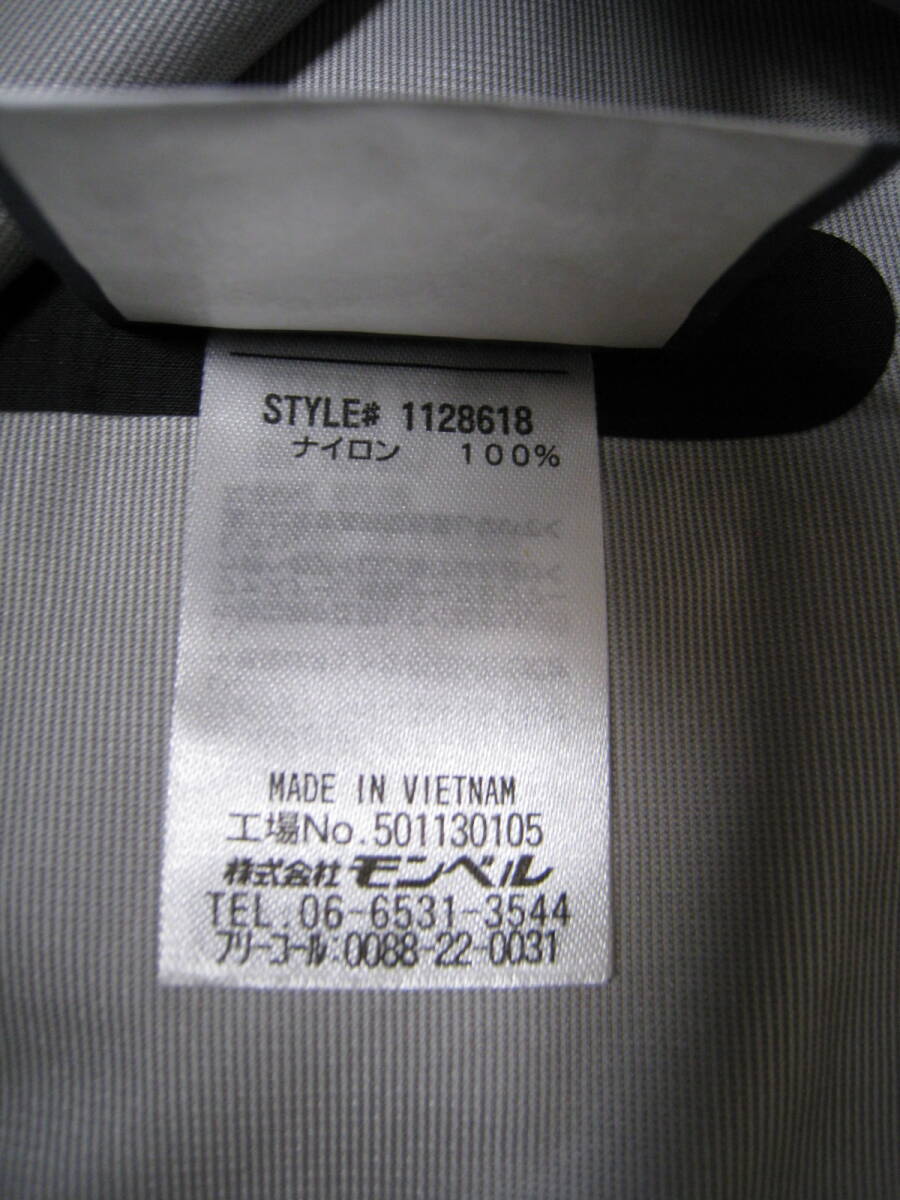 STYLE# 1128618
ナイロン 100%
MADE IN VIETNAM
工場No.501130105
株式会社 モンベル
TEL.06-6531-3544
フリーコール:0088-22-0031